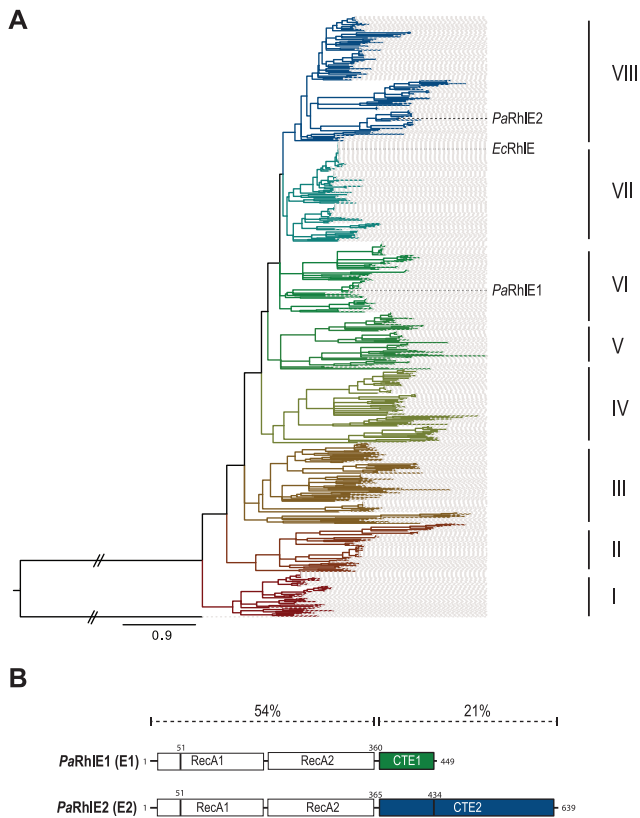 A
VIII
PaRhlE2
EcRhlE
VII
VI
PaRhlE1
V
IV
III
II
I
0.9
B
54% 21%
PaRhlE1 (E1) 1 51 RecA1 RecA2 360 CTE1 449
PaRhlE2 (E2) 1 51 RecA1 RecA2 365 434 CTE2 639